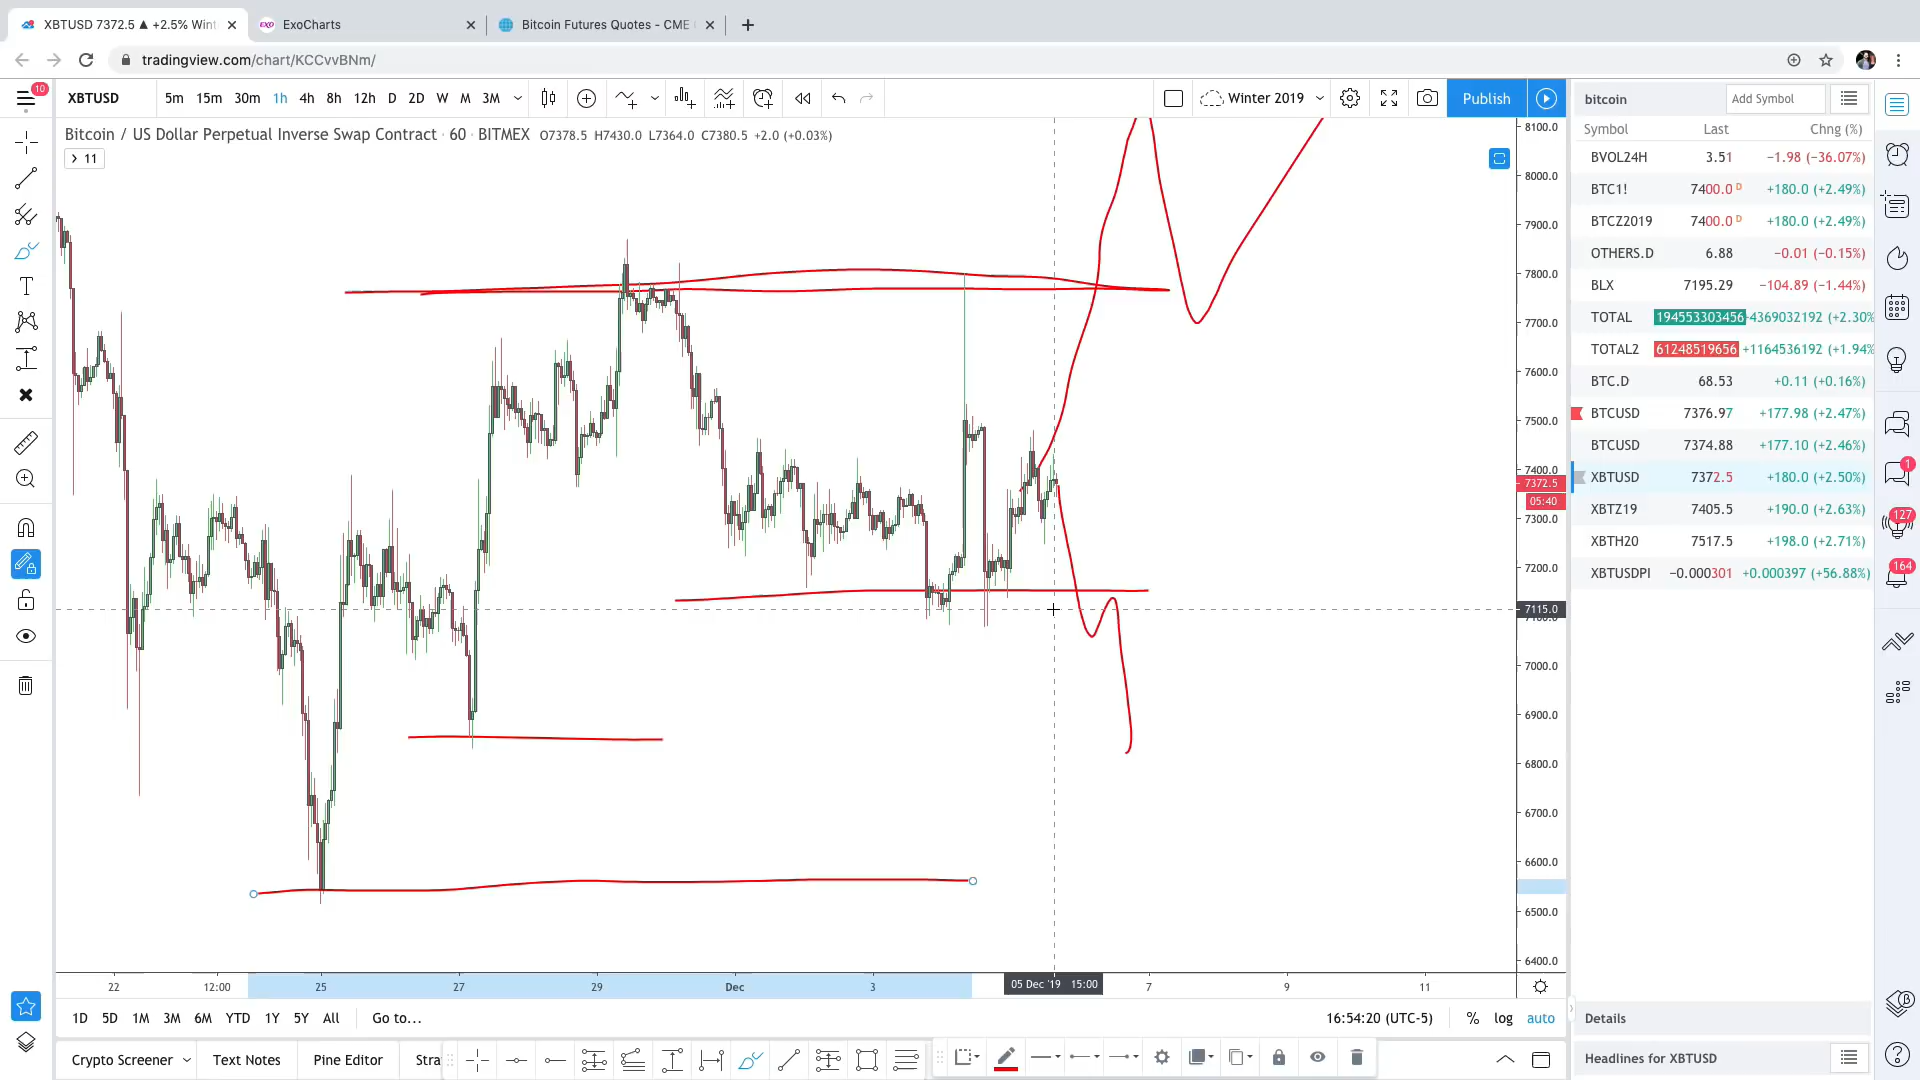 XBTUSD 7372.5 ▲ +2.5% Wint
ExoCharts
Bitcoin Futures Quotes - CME
tradingview.com/chart/KCCvvBNm/
10
XBTUSD
5m 15m 30m 1h 4h 8h 12h D 2D W M 3M
Winter 2019
Publish
bitcoin
Add Symbol
Bitcoin / US Dollar Perpetual Inverse Swap Contract · 60 · BITMEX O7378.5 H7430.0 L7364.0 C7380.5 +2.0 (+0.03%)
11
Symbol Last Chng (%)
BVOL24H 3.51 −1.98 (−36.07%)
BTC1! 7400.0 D +180.0 (+2.49%)
BTCZ2019 7400.0 D +180.0 (+2.49%)
OTHERS.D 6.88 −0.01 (−0.15%)
BLX 7195.29 −104.89 (−1.44%)
TOTAL 194553303456 4369032192 (+2.30%
TOTAL2 61248519656 +1164536192 (+1.94%
BTC.D 68.53 +0.11 (+0.16%)
BTCUSD 7376.97 +177.98 (+2.47%)
BTCUSD 7374.88 +177.10 (+2.46%)
XBTUSD 7372.5 +180.0 (+2.50%)
XBTZ19 7405.5 +190.0 (+2.63%)
XBTH20 7517.5 +198.0 (+2.71%)
XBTUSDPI −0.000301 +0.000397 (+56.88%)
8100.0
8000.0
7900.0
7800.0
7700.0
7600.0
7500.0
7400.0
7372.5
05:40
7300.0
7200.0
7115.0
7100.0
7000.0
6900.0
6800.0
6700.0
6600.0
6500.0
6400.0
1
127
164
22 12:00 25 27 29 Dec 3 05 Dec '19 15:00 7 9 11
1D 5D 1M 3M 6M YTD 1Y 5Y All Go to...
16:54:20 (UTC-5) % log auto
Details
Crypto Screener Text Notes Pine Editor Stra
Headlines for XBTUSD